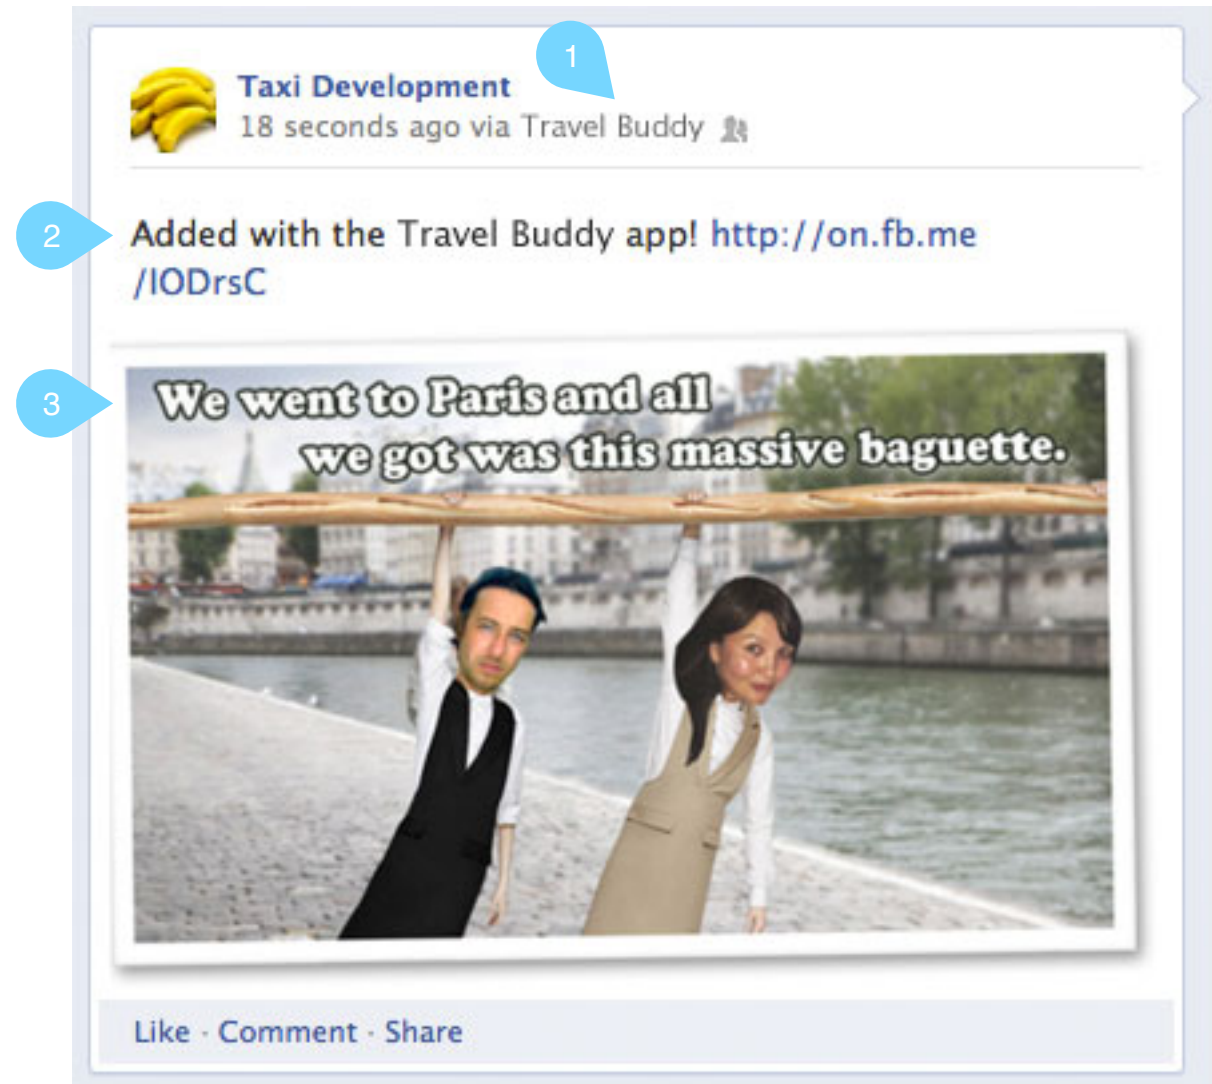 1
Taxi Development
18 seconds ago via Travel Buddy
2
Added with the Travel Buddy app! http://on.fb.me
/IODrsC
3
We went to Paris and all
we got was this massive baguette.
Like · Comment · Share